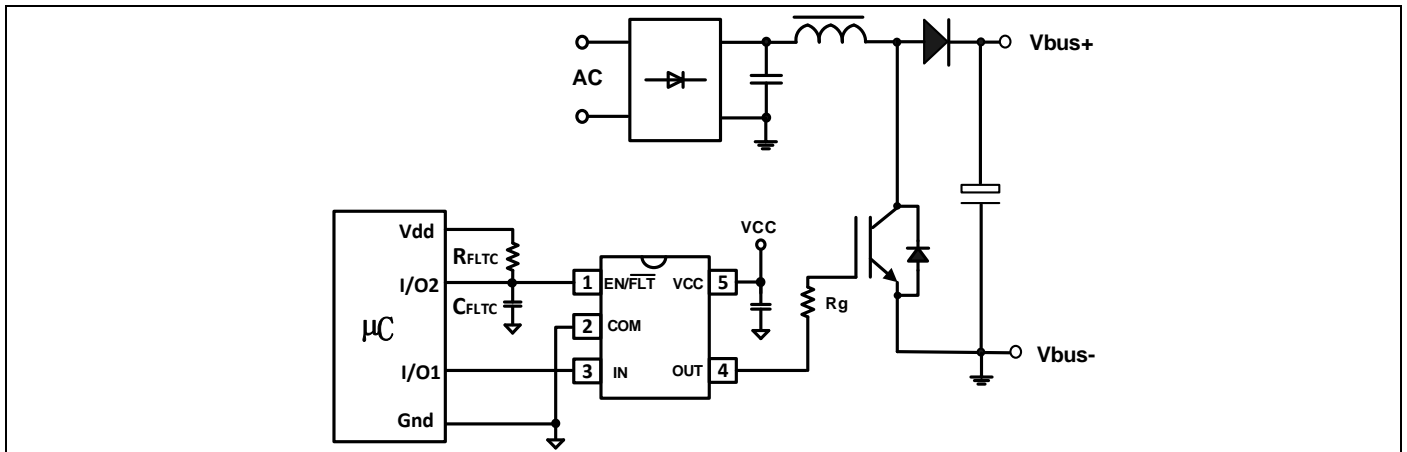 Vbus+
AC
Vdd
VCC
RFLTC
I/O2
1 EN/FLT VCC 5
CFLTC
Rg
2 COM
μC
Vbus-
I/O1
3 IN OUT 4
Gnd